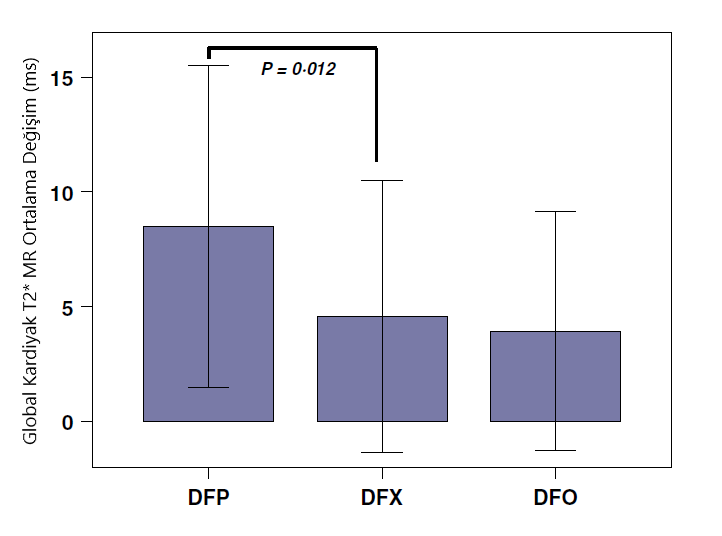 Global Kardiyak T2* MR Ortalama Değişim (ms)
15
10
5
0
P = 0·012
DFP
DFX
DFO